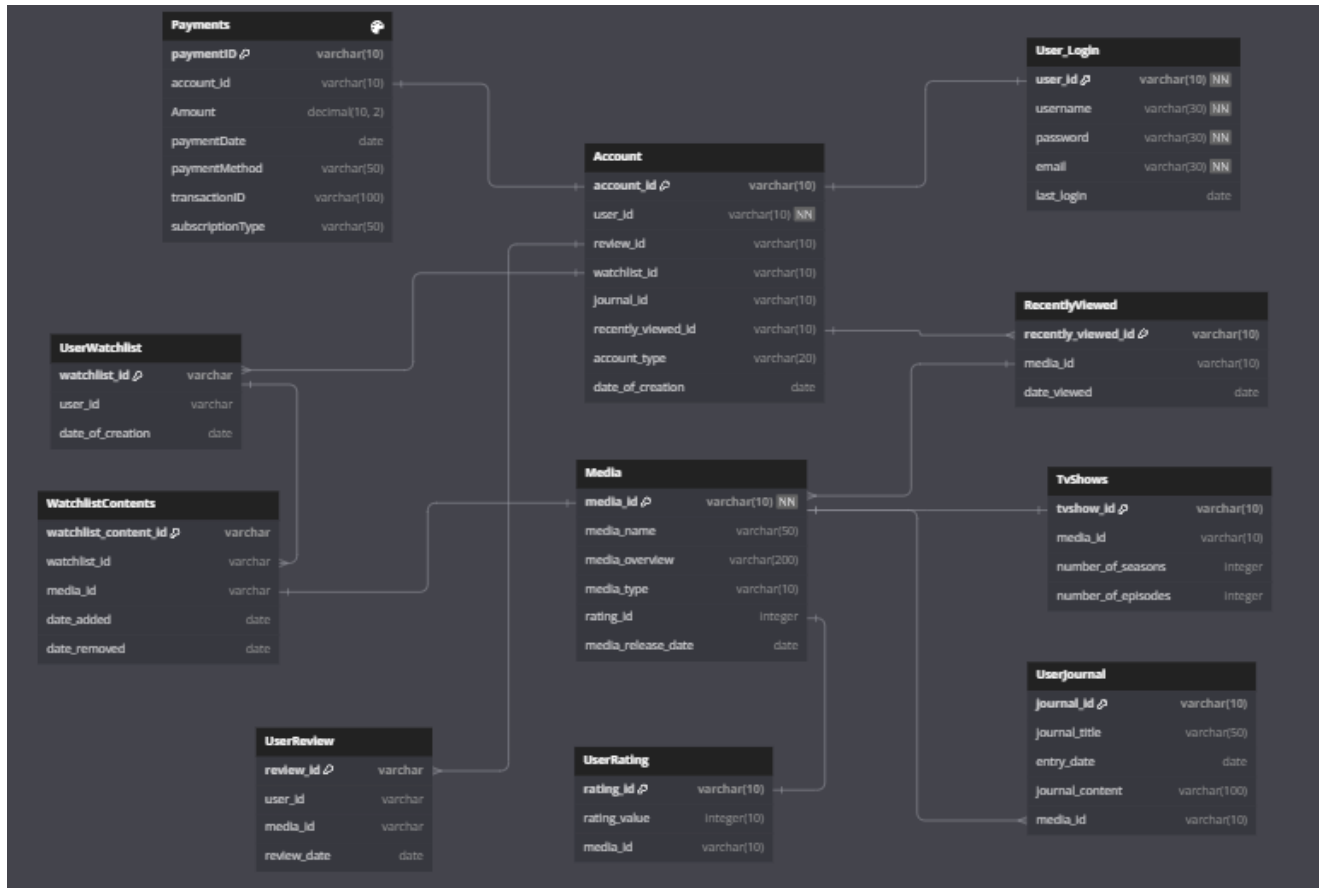 Payments
paymentID varchar(10)
account_id varchar(10)
Amount decimal(10, 2)
paymentDate date
paymentMethod varchar(50)
transactionID varchar(100)
subscriptionType varchar(50)
User_Login
user_id varchar(10) NN
username varchar(30) NN
password varchar(30) NN
email varchar(30) NN
last_login date
Account
account_id varchar(10)
user_id varchar(10) NN
review_id varchar(10)
watchlist_id varchar(10)
journal_id varchar(10)
recently_viewed_id varchar(10)
account_type varchar(20)
date_of_creation date
RecentlyViewed
recently_viewed_id varchar(10)
media_id varchar(10)
date_viewed date
UserWatchlist
watchlist_id varchar
user_id varchar
date_of_creation date
Media
media_id varchar(10) NN
media_name varchar(50)
media_overview varchar(200)
media_type varchar(10)
rating_id integer
media_release_date date
TvShows
tvshow_id varchar(10)
media_id varchar(10)
number_of_seasons integer
number_of_episodes integer
WatchlistContents
watchlist_content_id varchar
watchlist_id varchar
media_id varchar
date_added date
date_removed date
UserJournal
journal_id varchar(10)
journal_title varchar(50)
entry_date date
journal_content varchar(100)
media_id varchar(10)
UserReview
review_id varchar
user_id varchar
media_id varchar
review_date date
UserRating
rating_id varchar(10)
rating_value integer(10)
media_id varchar(10)